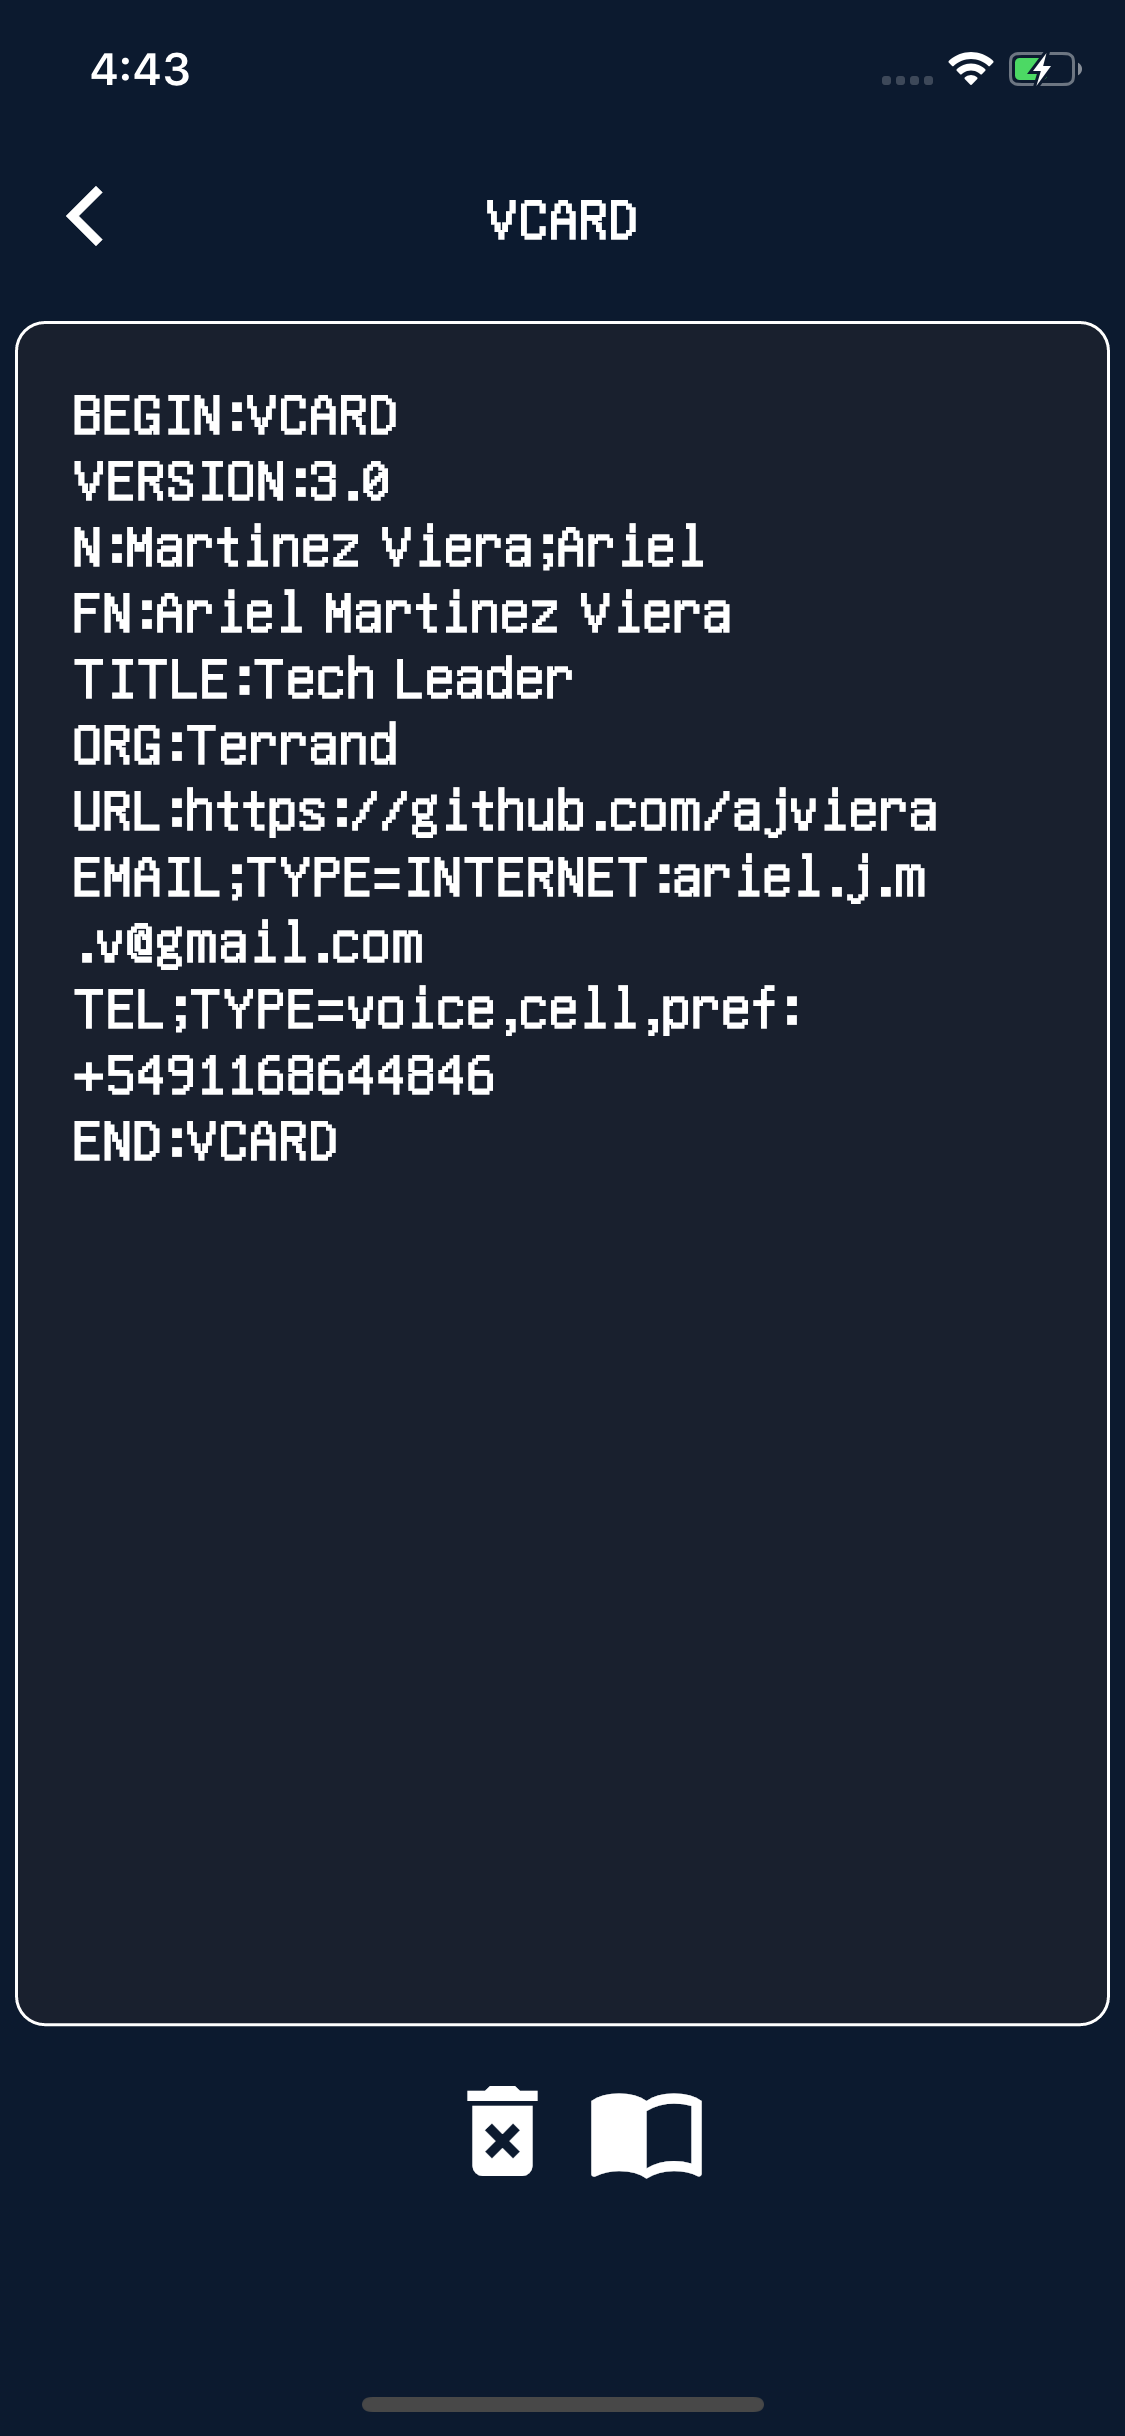 4:43
VCARD
BEGIN:VCARD
VERSION:3.0
N:Martinez Viera;Ariel
FN:Ariel Martinez Viera
TITLE:Tech Leader
ORG:Terrand
URL:https://github.com/ajviera
EMAIL;TYPE=INTERNET:ariel.j.m
.v@gmail.com
TEL;TYPE=voice,cell,pref:
+5491168644846
END:VCARD